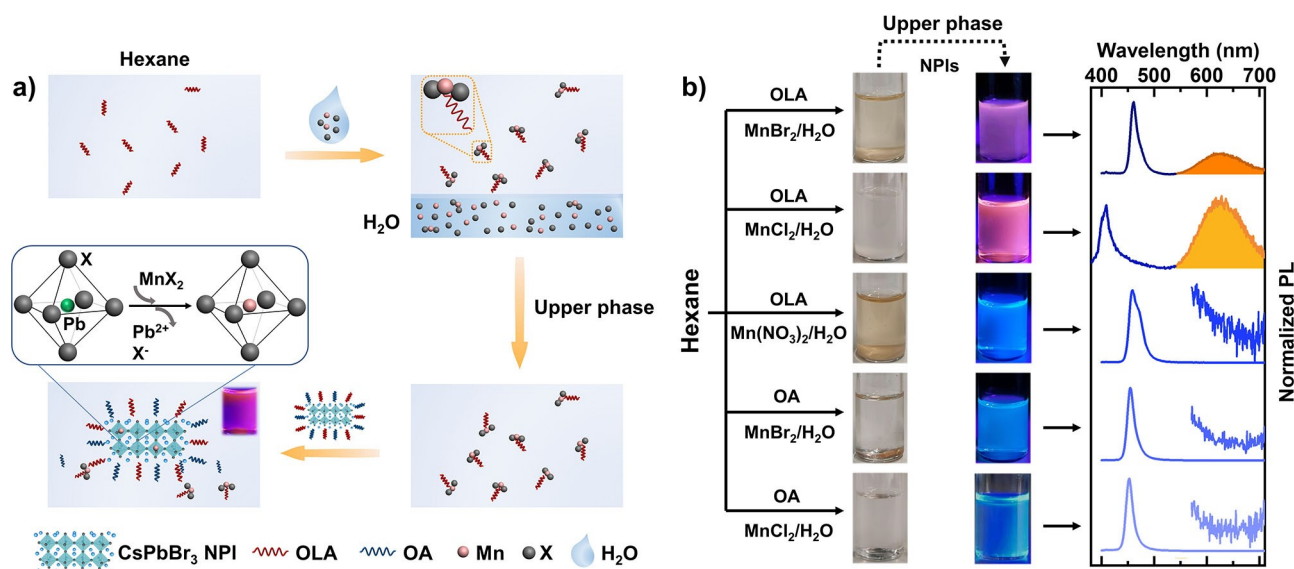 a)
Hexane
H₂O
X
MnX₂
Pb
Pb²⁺
X⁻
Upper phase
CsPbBr₃ NPl
OLA
OA
Mn
X
H₂O
b)
Upper phase
NPls
Hexane
OLA
MnBr₂/H₂O
OLA
MnCl₂/H₂O
OLA
Mn(NO₃)₂/H₂O
OA
MnBr₂/H₂O
OA
MnCl₂/H₂O
Wavelength (nm)
400 500 600 700
Normalized PL